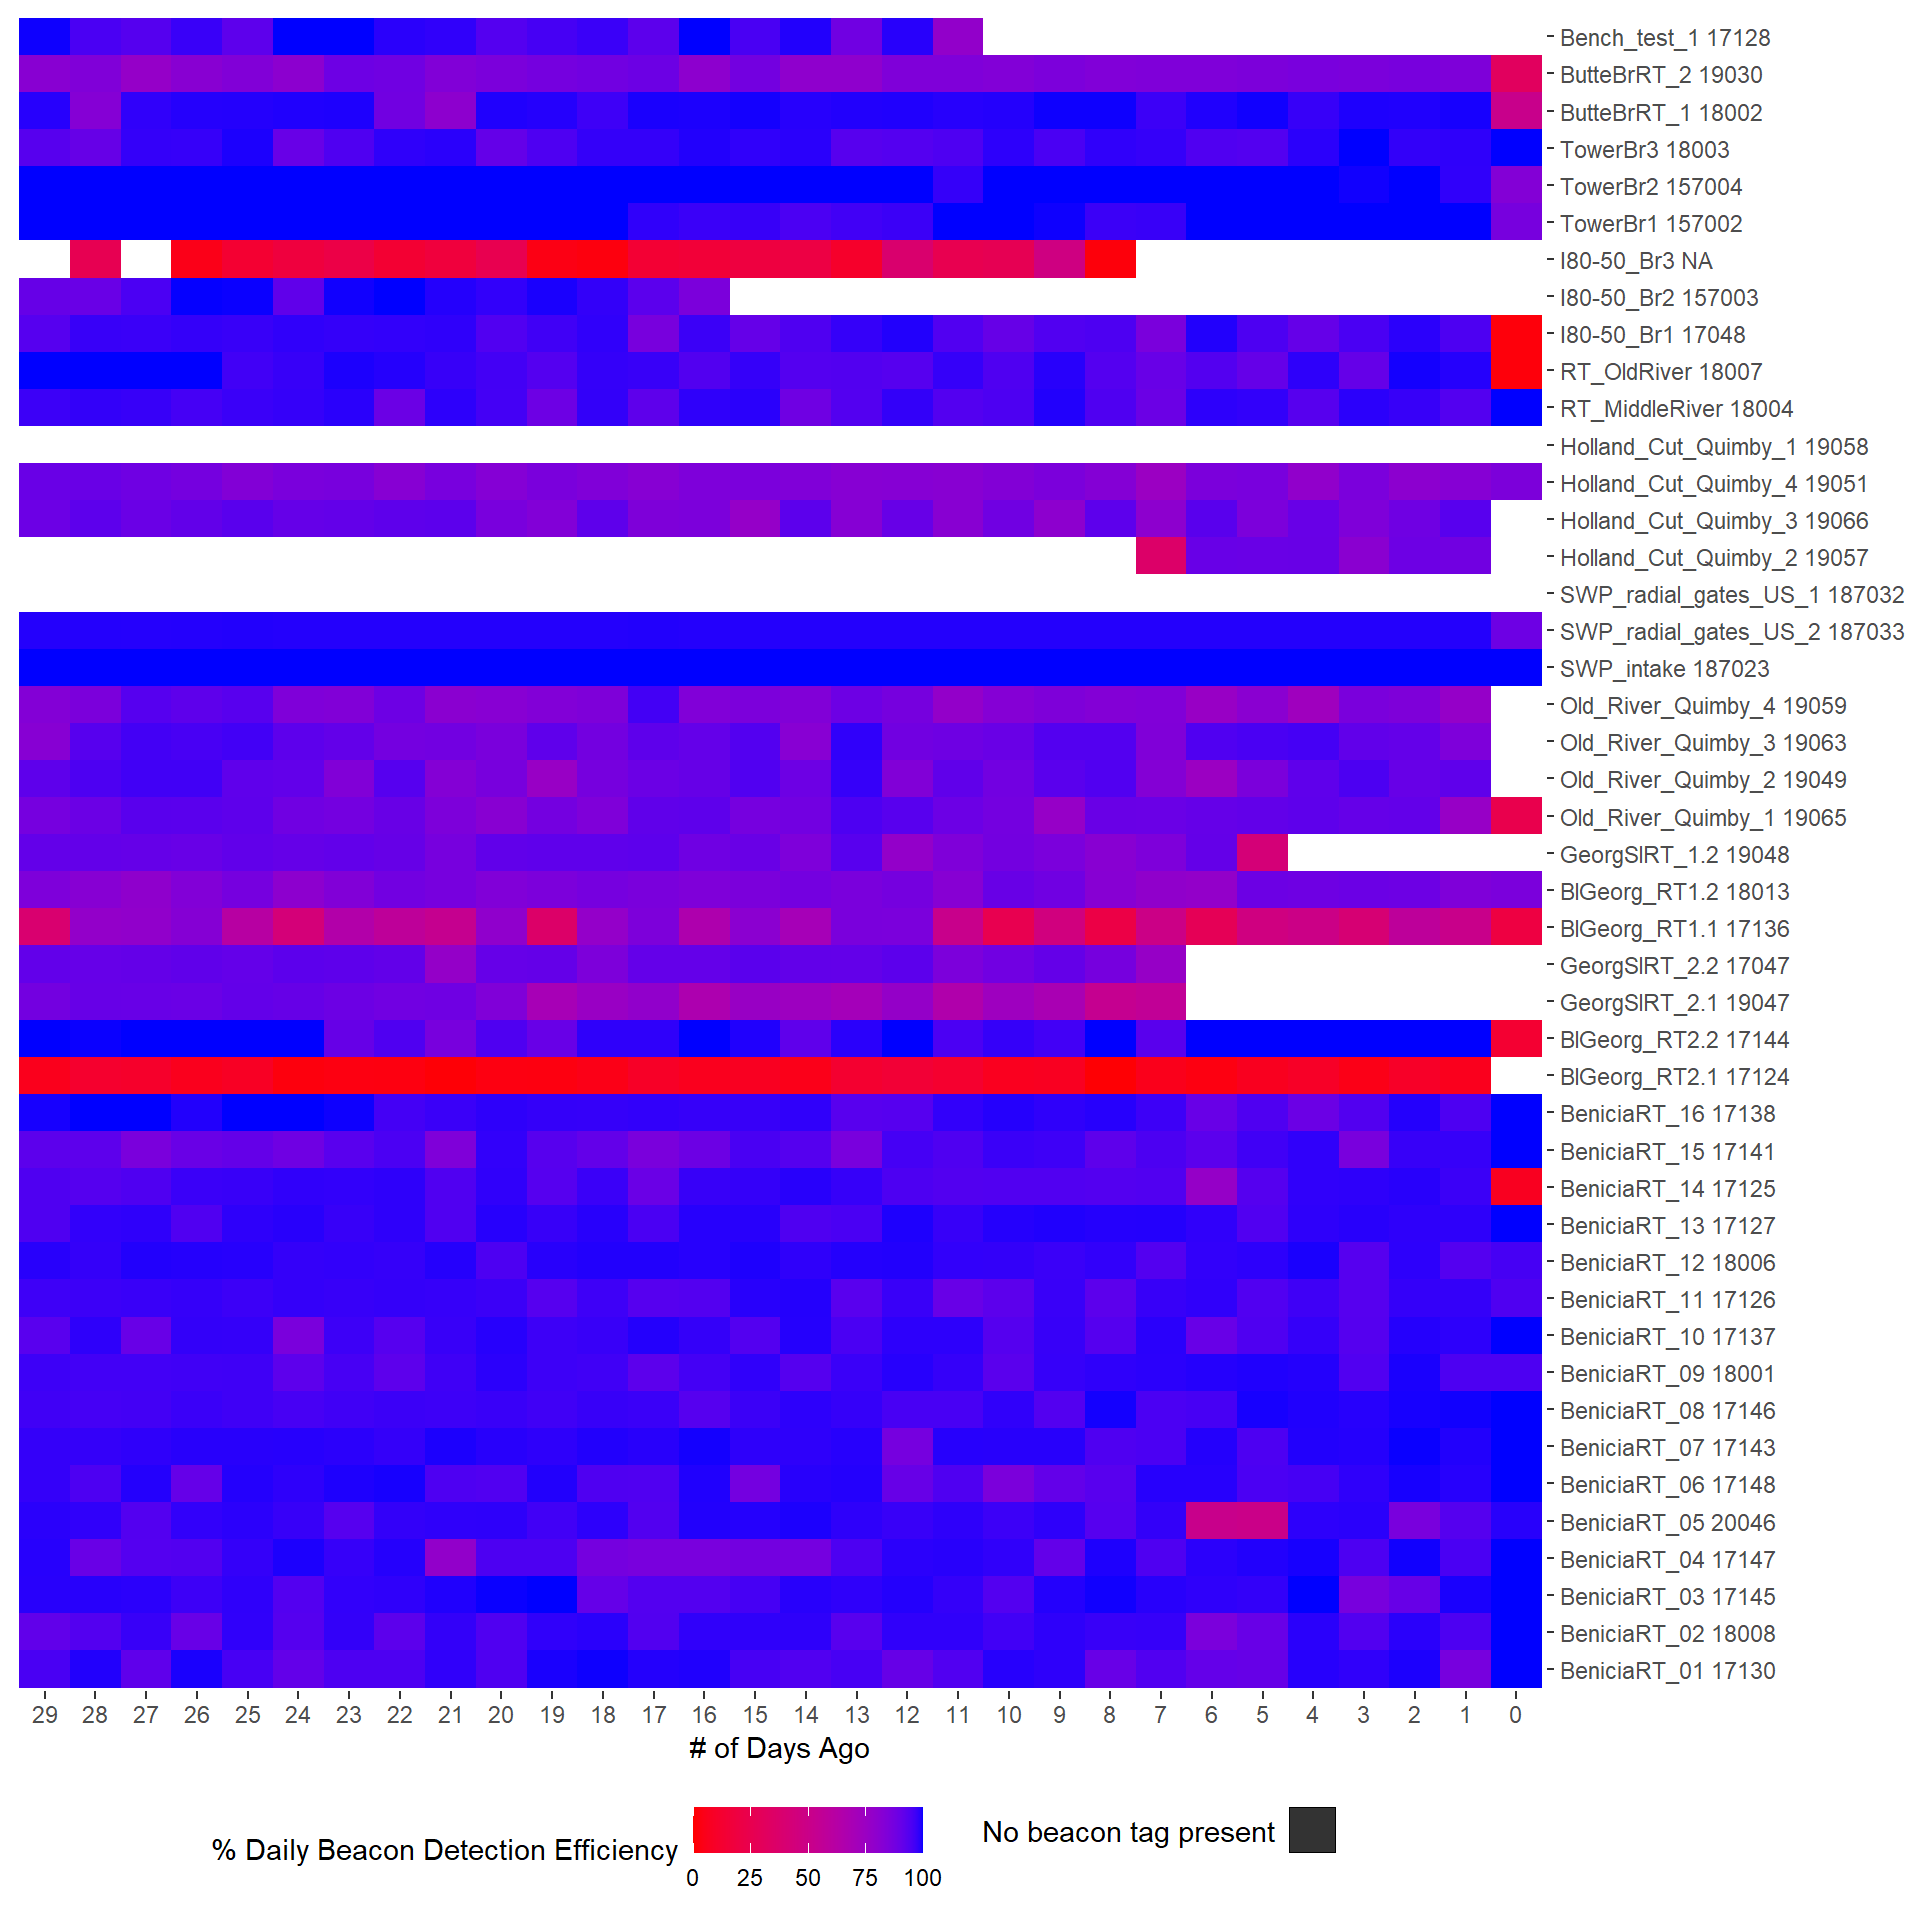 Bench_test_1 17128
ButteBrRT_2 19030
ButteBrRT_1 18002
TowerBr3 18003
TowerBr2 157004
TowerBr1 157002
I80-50_Br3 NA
I80-50_Br2 157003
I80-50_Br1 17048
RT_OldRiver 18007
RT_MiddleRiver 18004
Holland_Cut_Quimby_1 19058
Holland_Cut_Quimby_4 19051
Holland_Cut_Quimby_3 19066
Holland_Cut_Quimby_2 19057
SWP_radial_gates_US_1 187032
SWP_radial_gates_US_2 187033
SWP_intake 187023
Old_River_Quimby_4 19059
Old_River_Quimby_3 19063
Old_River_Quimby_2 19049
Old_River_Quimby_1 19065
GeorgSlRT_1.2 19048
BlGeorg_RT1.2 18013
BlGeorg_RT1.1 17136
GeorgSlRT_2.2 17047
GeorgSlRT_2.1 19047
BlGeorg_RT2.2 17144
BlGeorg_RT2.1 17124
BeniciaRT_16 17138
BeniciaRT_15 17141
BeniciaRT_14 17125
BeniciaRT_13 17127
BeniciaRT_12 18006
BeniciaRT_11 17126
BeniciaRT_10 17137
BeniciaRT_09 18001
BeniciaRT_08 17146
BeniciaRT_07 17143
BeniciaRT_06 17148
BeniciaRT_05 20046
BeniciaRT_04 17147
BeniciaRT_03 17145
BeniciaRT_02 18008
BeniciaRT_01 17130
29 28 27 26 25 24 23 22 21 20 19 18 17 16 15 14 13 12 11 10 9 8 7 6 5 4 3 2 1 0
# of Days Ago
% Daily Beacon Detection Efficiency
0 25 50 75 100
No beacon tag present